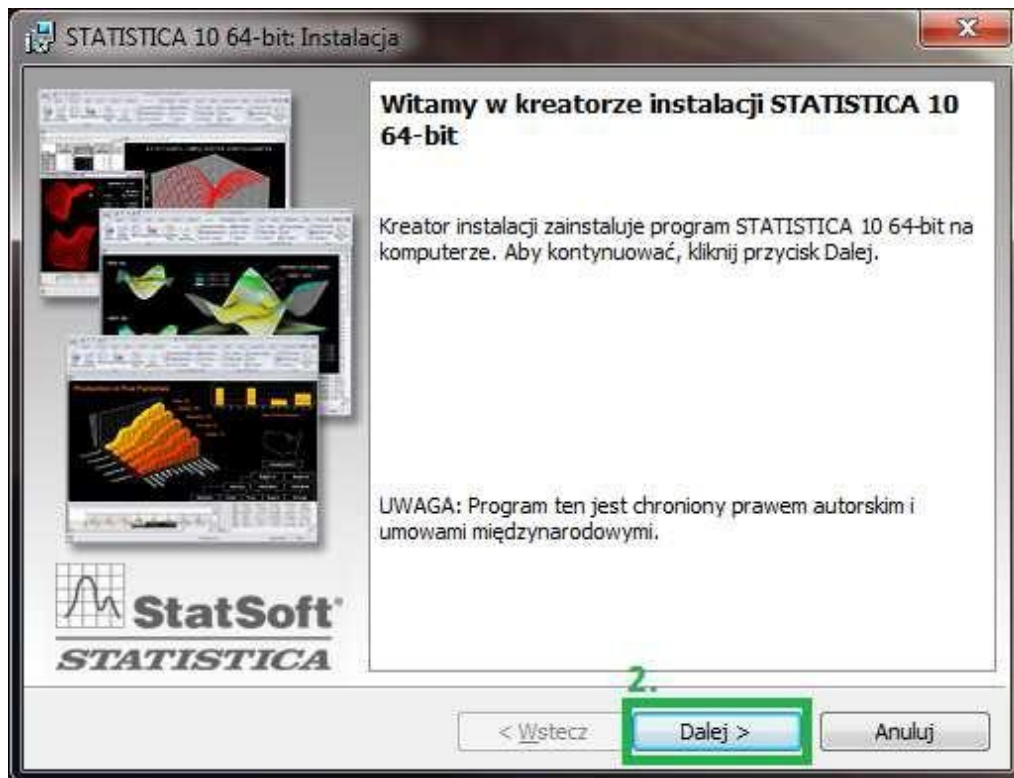 STATISTICA 10 64-bit: Instalacja
Witamy w kreatorze instalacji STATISTICA 10
64-bit
Kreator instalacji zainstaluje program STATISTICA 10 64-bit na
komputerze. Aby kontynuować, kliknij przycisk Dalej.
UWAGA: Program ten jest chroniony prawem autorskim i
umowami międzynarodowymi.
StatSoft
STATISTICA
2.
< Wstecz
Dalej >
Anuluj